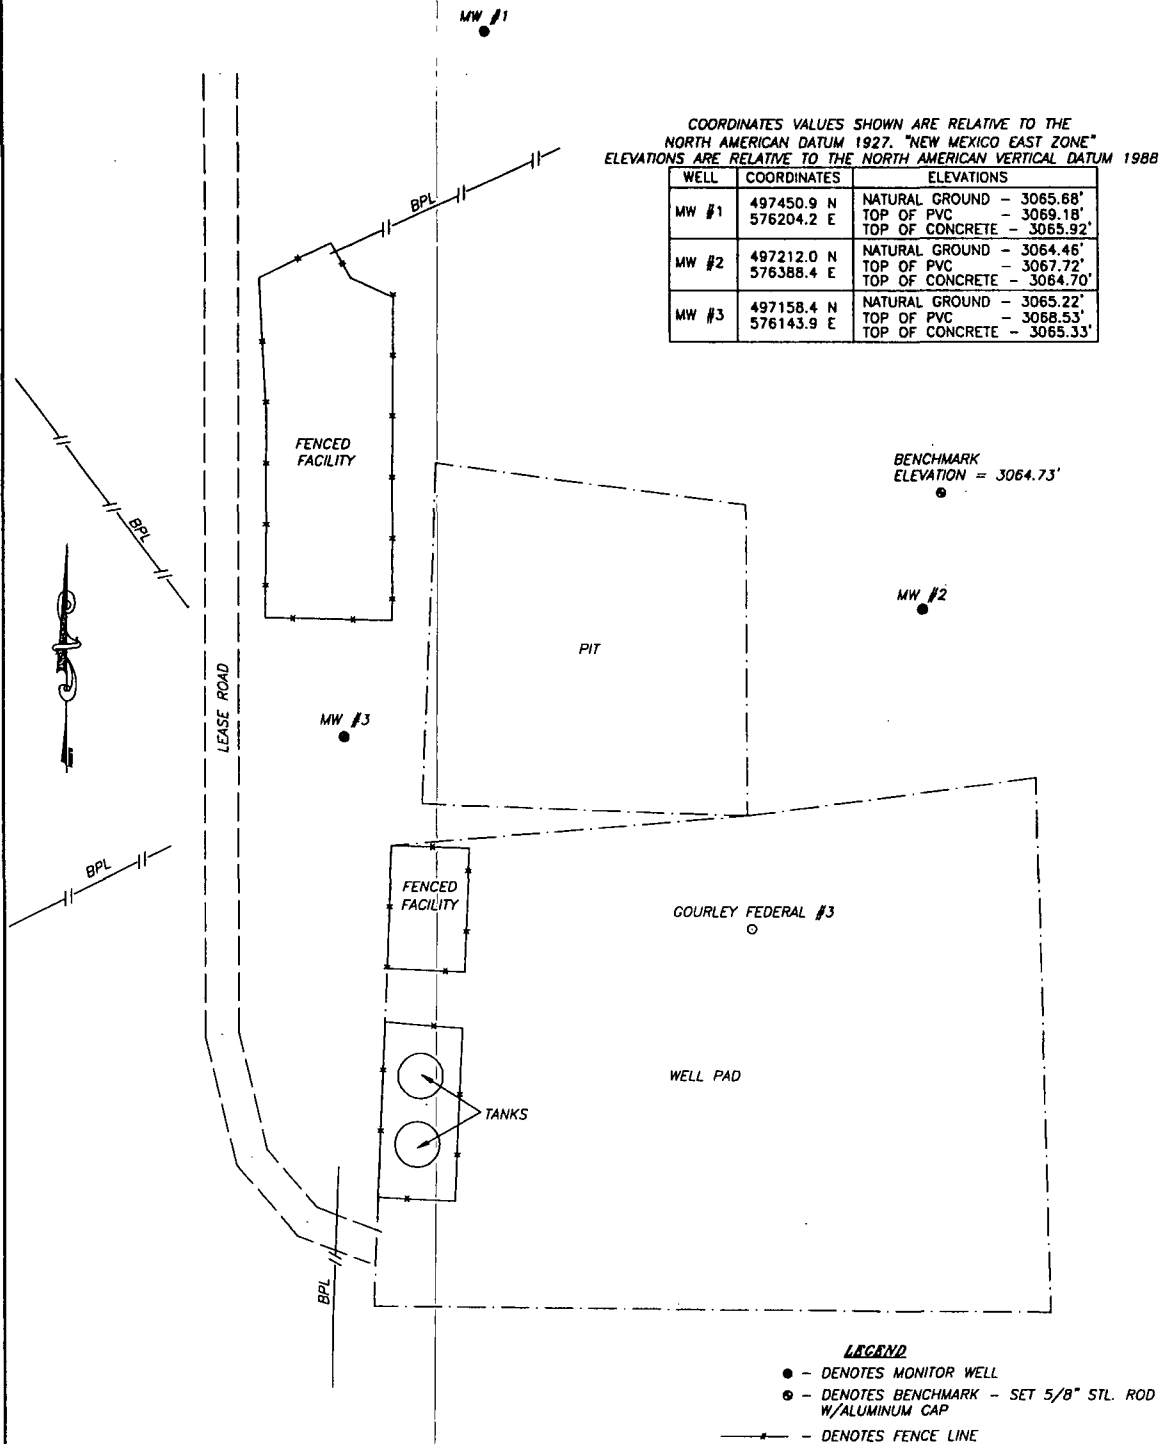 MW #1
COORDINATES VALUES SHOWN ARE RELATIVE TO THE
NORTH AMERICAN DATUM 1927. "NEW MEXICO EAST ZONE"
ELEVATIONS ARE RELATIVE TO THE NORTH AMERICAN VERTICAL DATUM 1988
WELL COORDINATES ELEVATIONS
MW #1
497450.9 N
576204.2 E
NATURAL GROUND - 3065.68'
TOP OF PVC - 3069.18'
TOP OF CONCRETE - 3065.92'
MW #2
497212.0 N
576388.4 E
NATURAL GROUND - 3064.46'
TOP OF PVC - 3067.72'
TOP OF CONCRETE - 3064.70'
MW #3
497158.4 N
576143.9 E
NATURAL GROUND - 3065.22'
TOP OF PVC - 3068.53'
TOP OF CONCRETE - 3065.33'
BPL
FENCED
FACILITY
BENCHMARK
ELEVATION = 3064.73'
BPL
MW #2
PIT
LEASE ROAD
MW #3
BPL
FENCED
FACILITY
GOURLEY FEDERAL #3
WELL PAD
TANKS
BPL
LEGEND
- DENOTES MONITOR WELL
- DENOTES BENCHMARK - SET 5/8" STL. ROD
W/ALUMINUM CAP
- DENOTES FENCE LINE